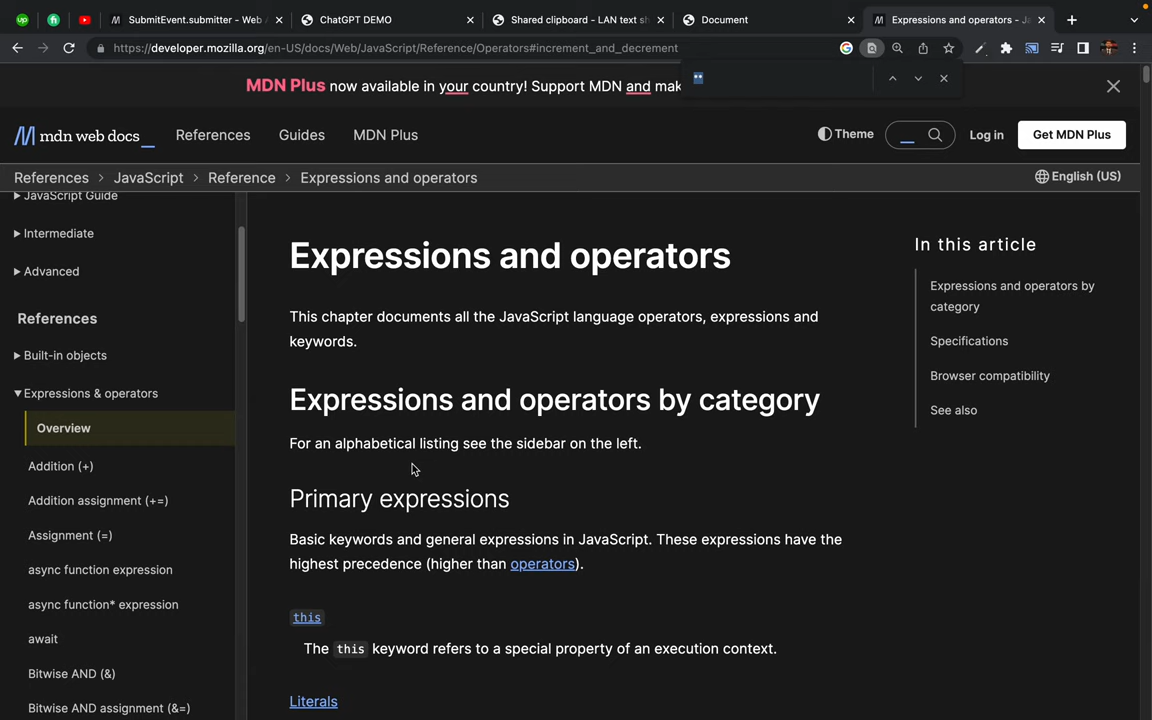 SubmitEvent.submitter - Web A
ChatGPT DEMO
Shared clipboard - LAN text sh
Document
Expressions and operators - Ja
https://developer.mozilla.org/en-US/docs/Web/JavaScript/Reference/Operators#increment_and_decrement
MDN Plus now available in your country! Support MDN and mak
mdn web docs_
References
Guides
MDN Plus
Theme
Log in
Get MDN Plus
References > JavaScript > Reference > Expressions and operators
English (US)
JavaScript Guide
Intermediate
Advanced
References
Built-in objects
Expressions & operators
Overview
Addition (+)
Addition assignment (+=)
Assignment (=)
async function expression
async function* expression
await
Bitwise AND (&)
Bitwise AND assignment (&=)
Expressions and operators
This chapter documents all the JavaScript language operators, expressions and
keywords.
Expressions and operators by category
For an alphabetical listing see the sidebar on the left.
Primary expressions
Basic keywords and general expressions in JavaScript. These expressions have the
highest precedence (higher than operators).
this
The this keyword refers to a special property of an execution context.
Literals
In this article
Expressions and operators by
category
Specifications
Browser compatibility
See also